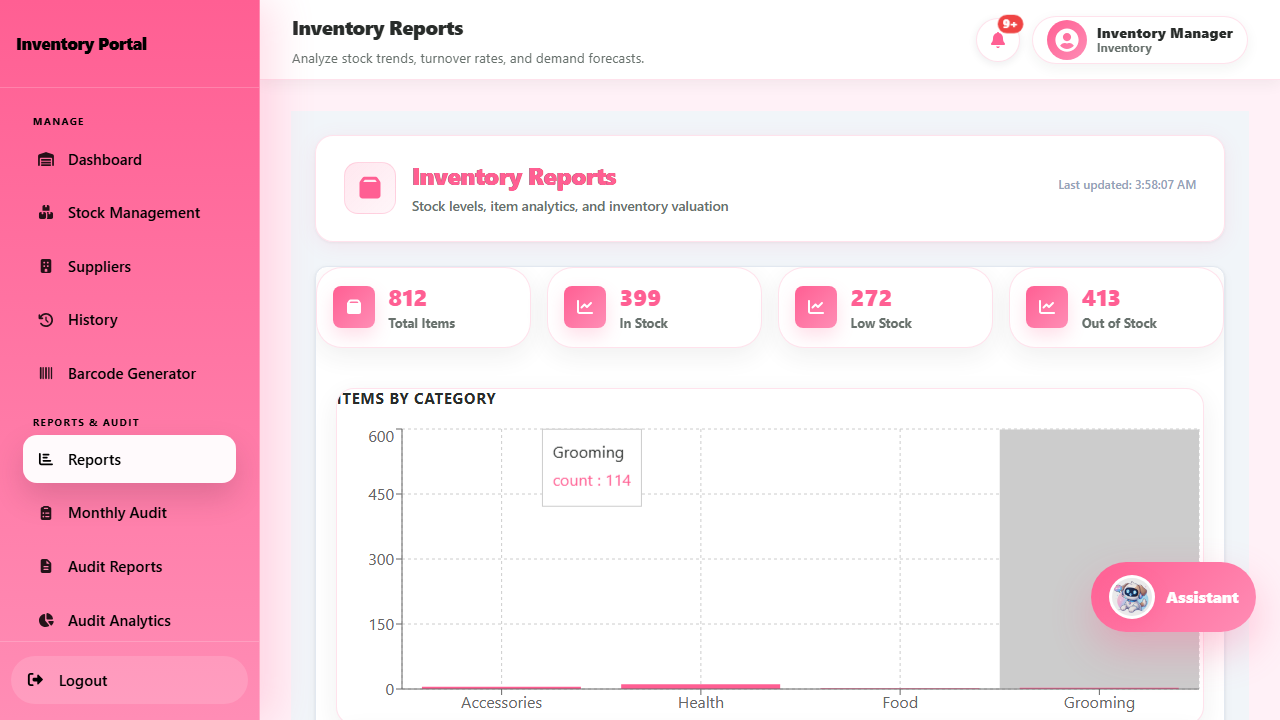 Inventory Portal
MANAGE
Dashboard
Stock Management
Suppliers
History
Barcode Generator
REPORTS & AUDIT
Reports
Monthly Audit
Audit Reports
Audit Analytics
Logout
Inventory Reports
Analyze stock trends, turnover rates, and demand forecasts.
9+
Inventory Manager
Inventory
Inventory Reports
Stock levels, item analytics, and inventory valuation
Last updated: 3:58:07 AM
812
Total Items
399
In Stock
272
Low Stock
413
Out of Stock
ITEMS BY CATEGORY
600
450
300
150
0
Grooming
count : 114
Accessories
Health
Food
Grooming
Assistant